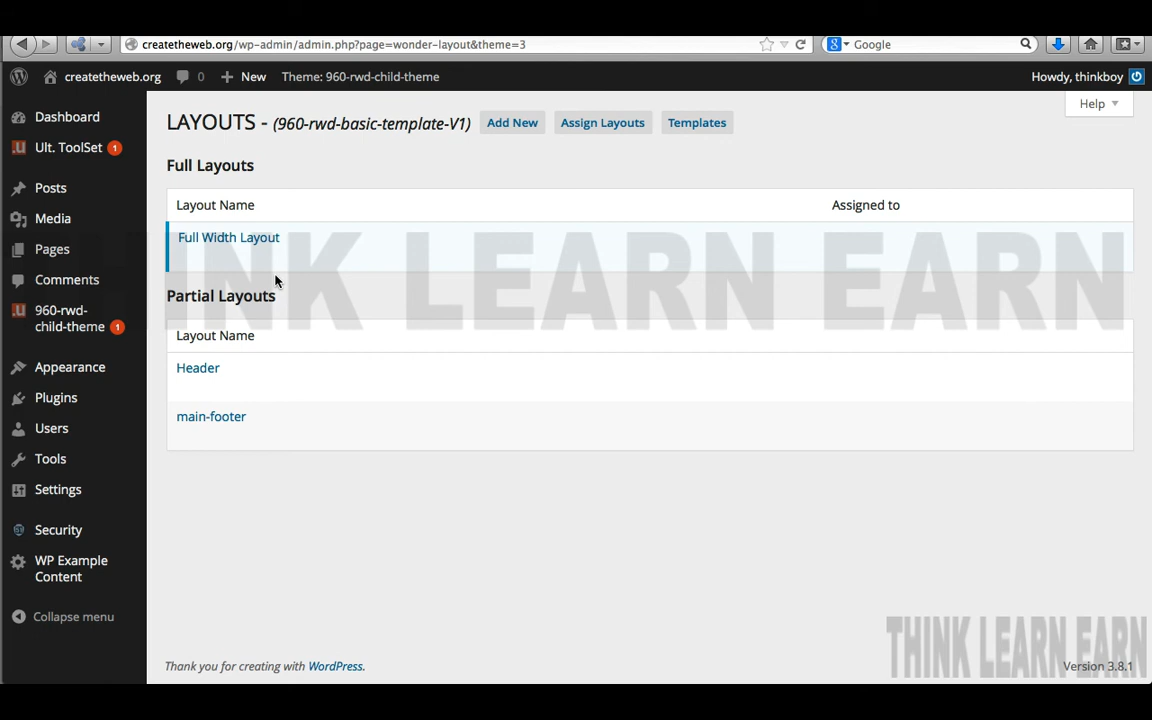 createtheweb.org/wp-admin/admin.php?page=wonder-layout&theme=3
Google
createtheweb.org
0
New
Theme: 960-rwd-child-theme
Howdy, thinkboy
Help
Dashboard
Ult. ToolSet 1
Posts
Media
Pages
Comments
960-rwd-
child-theme 1
Appearance
Plugins
Users
Tools
Settings
Security
WP Example
Content
Collapse menu
LAYOUTS - (960-rwd-basic-template-V1)
Add New
Assign Layouts
Templates
Full Layouts
Layout Name
Assigned to
Full Width Layout
THINK LEARN EARN
Partial Layouts
Layout Name
Header
main-footer
THINK LEARN EARN
Thank you for creating with WordPress.
Version 3.8.1